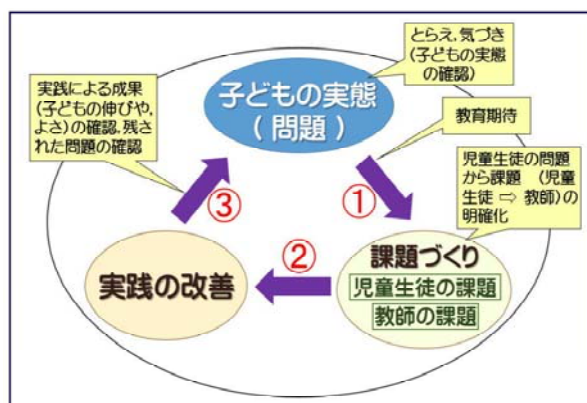 とらえ，気づき
(子どもの実態
の確認)
子どもの実態
( 問題 )
実践による成果
(子どもの伸びや，
よさ)の確認，残さ
れた問題の確認
教育期待
児童生徒の問題
から課題 (児童
生徒 ⇨ 教師)の
明確化
①
③
②
課題づくり
児童生徒の課題
教師の課題
実践の改善